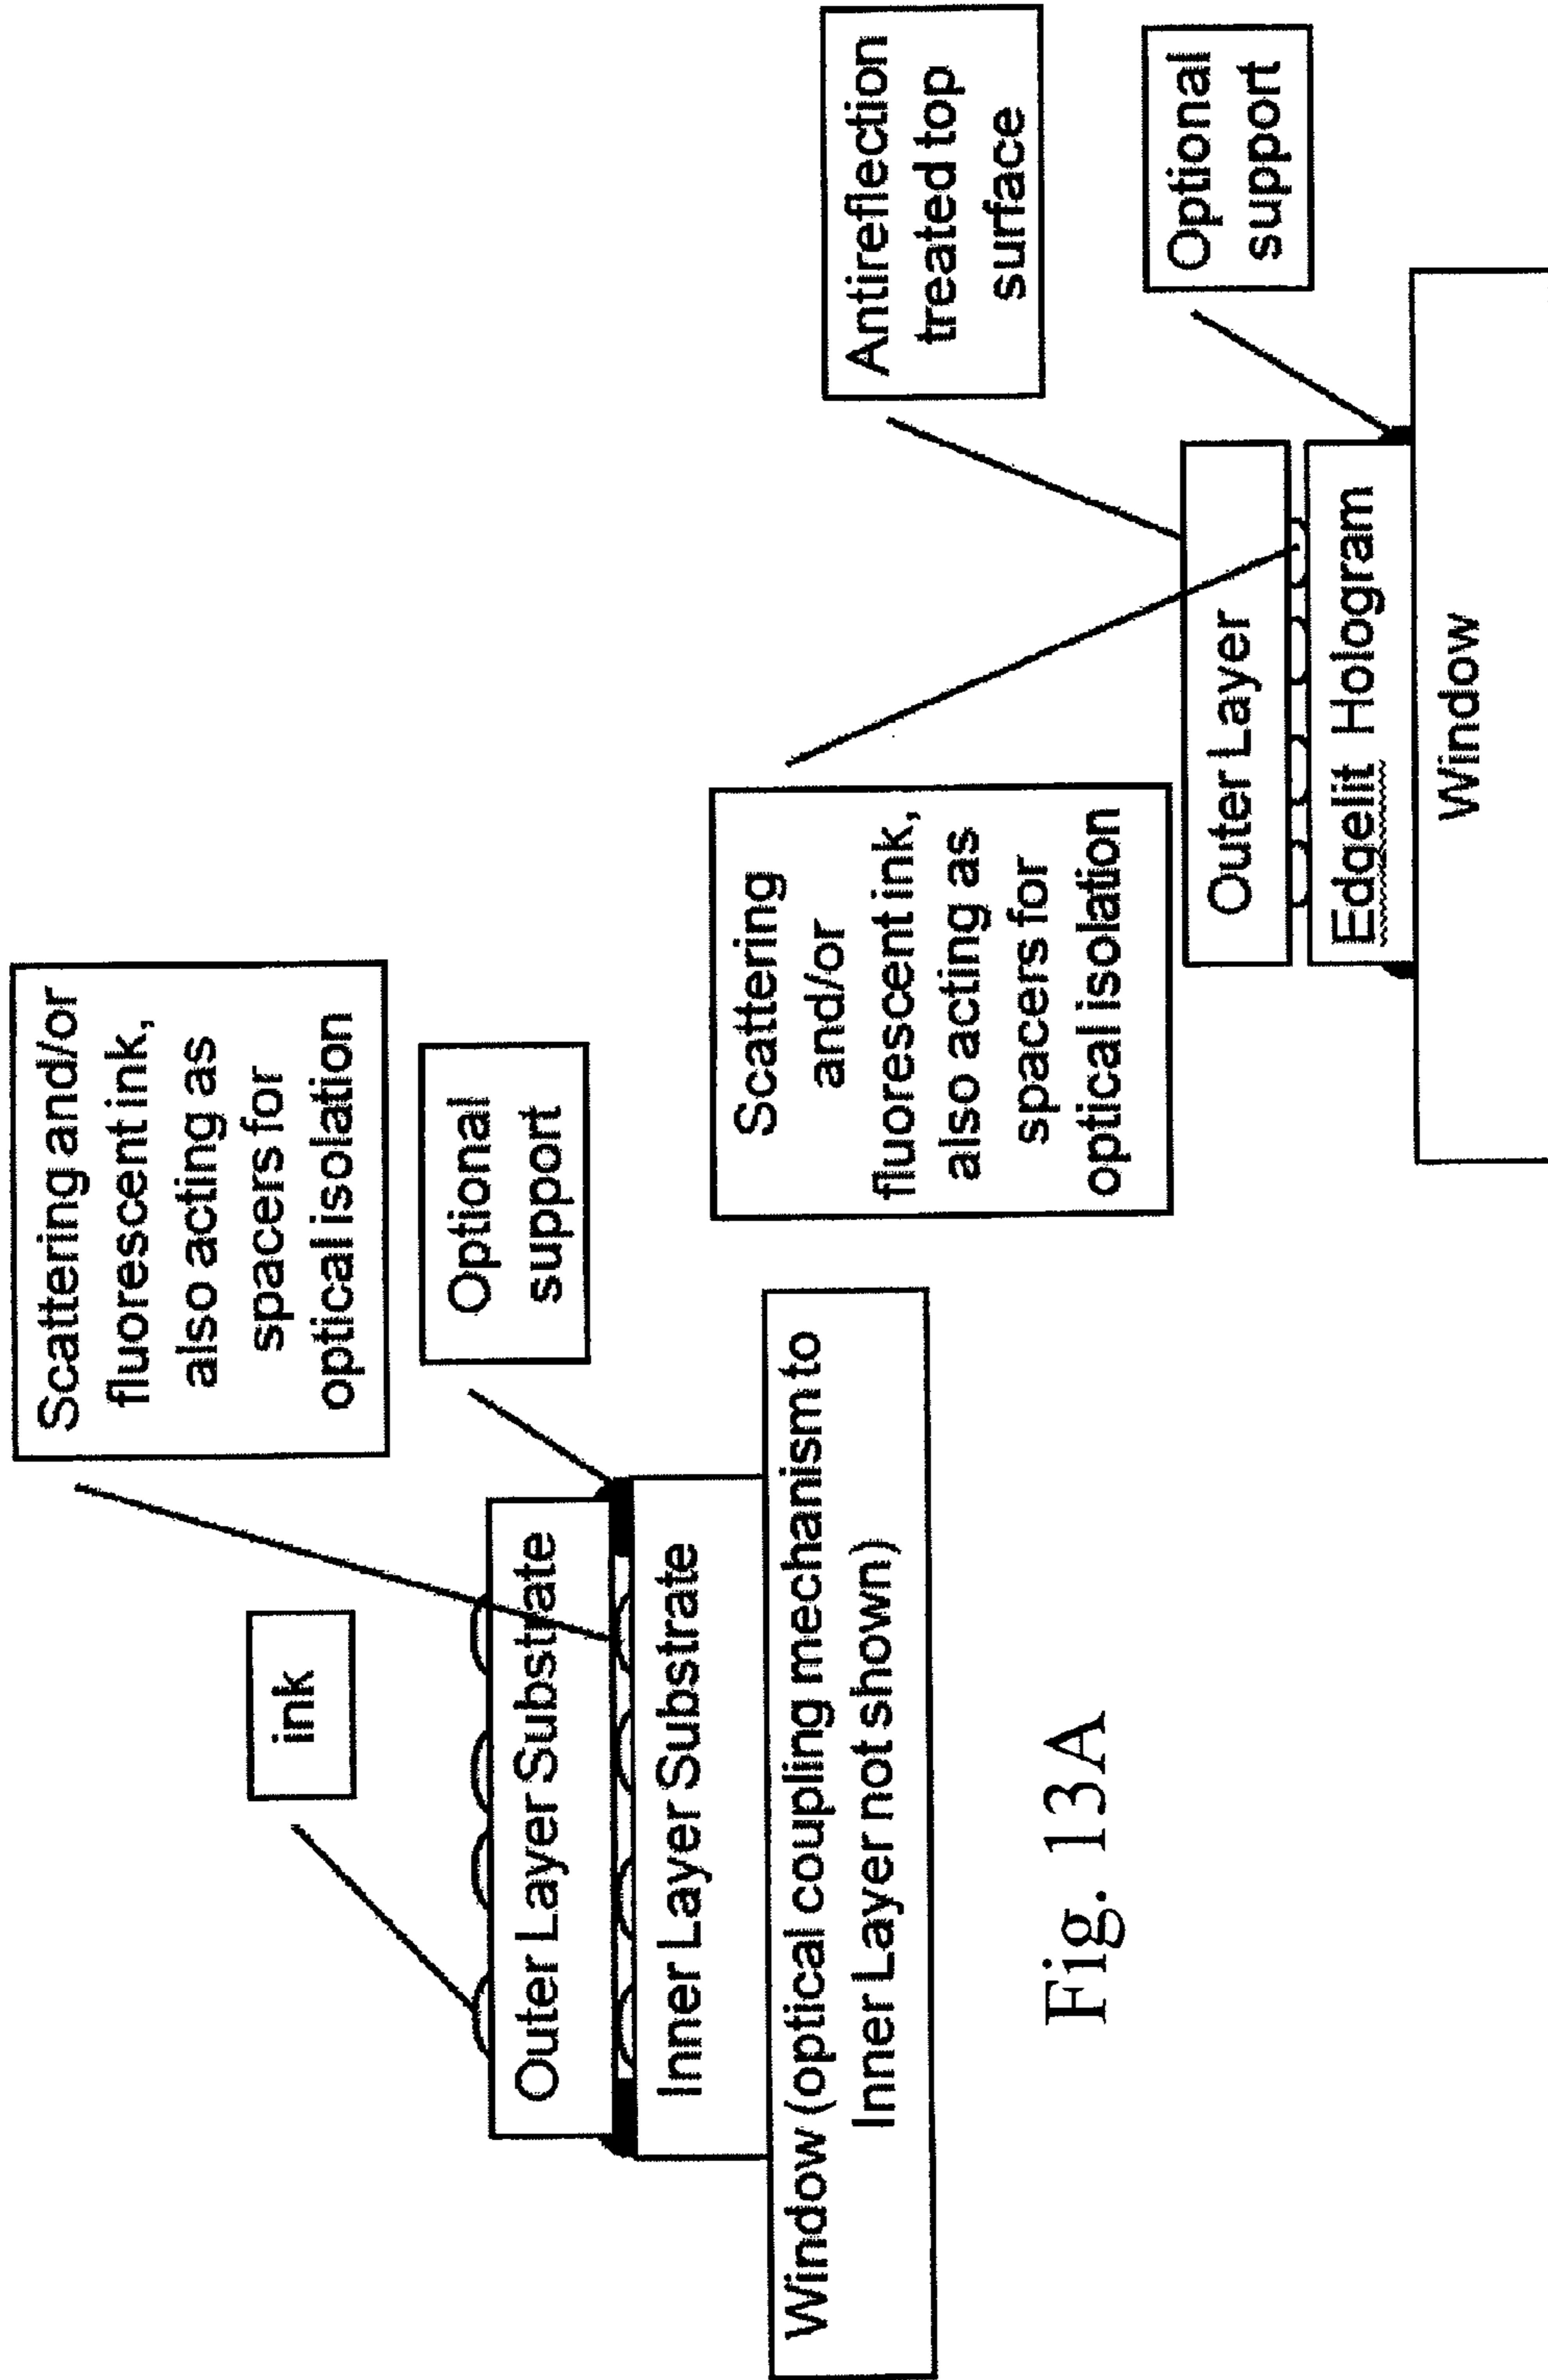 Scattering and/or
fluorescent ink,
also acting as
spacers for
optical isolation
ink
Optional
support
Outer Layer Substrate
Inner Layer Substrate
Window (optical coupling mechanism to
Inner Layer not shown)
Fig. 13A
Antireflection
treated top
surface
Scattering
and/or
fluorescent ink,
also acting as
spacers for
optical isolation
Optional
support
Outer Layer
Edgelit Hologram
Window